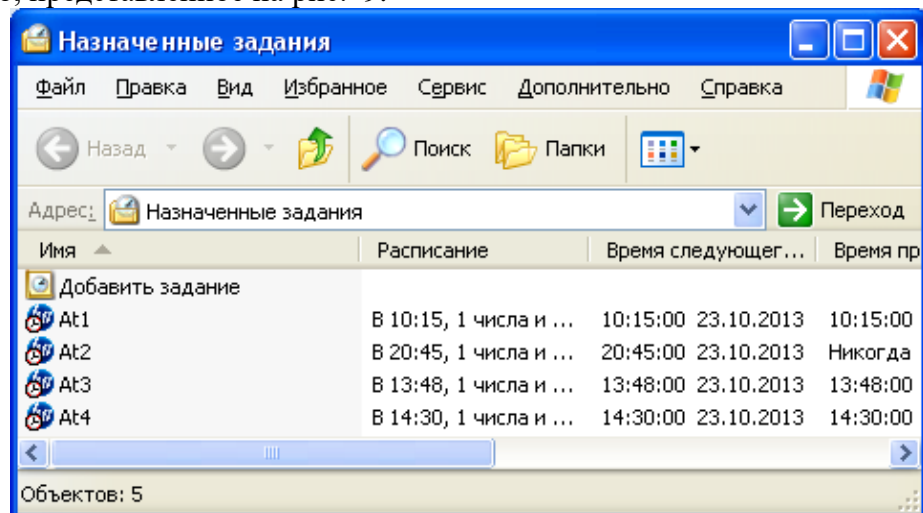 представленное на рис. 9.
Назначенные задания
Файл Правка Вид Избранное Сервис Дополнительно Справка
Назад Поиск Папки
Адрес: Назначенные задания Переход
Имя Расписание Время следующег... Время пр
Добавить задание
At1 В 10:15, 1 числа и ... 10:15:00 23.10.2013 10:15:00
At2 В 20:45, 1 числа и ... 20:45:00 23.10.2013 Никогда
At3 В 13:48, 1 числа и ... 13:48:00 23.10.2013 13:48:00
At4 В 14:30, 1 числа и ... 14:30:00 23.10.2013 14:30:00
Объектов: 5